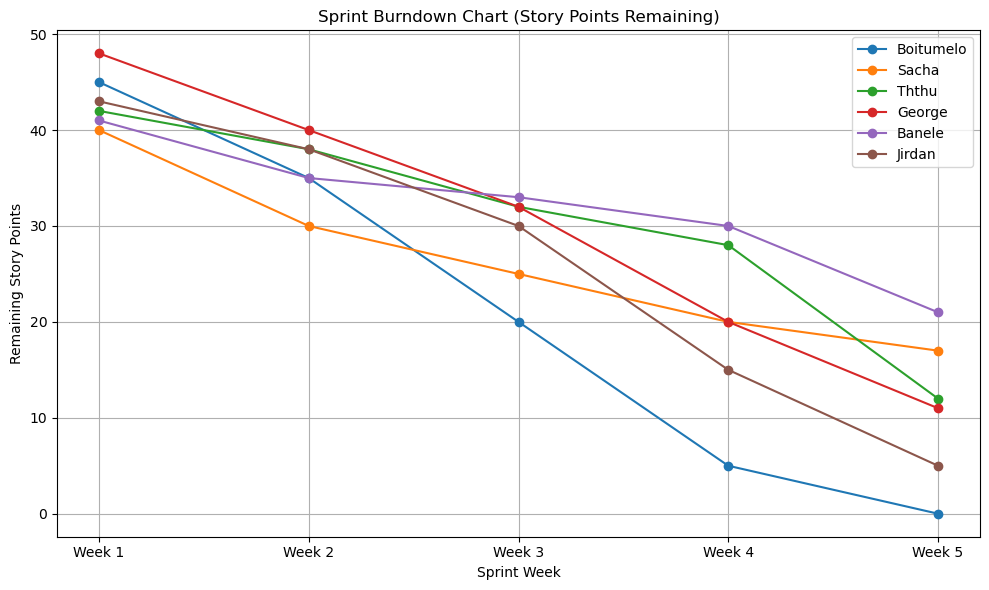 Sprint Burndown Chart (Story Points Remaining)
Boitumelo
Sacha
Ththu
George
Banele
Jirdan
Remaining Story Points
50
40
30
20
10
0
Week 1
Week 2
Week 3
Week 4
Week 5
Sprint Week